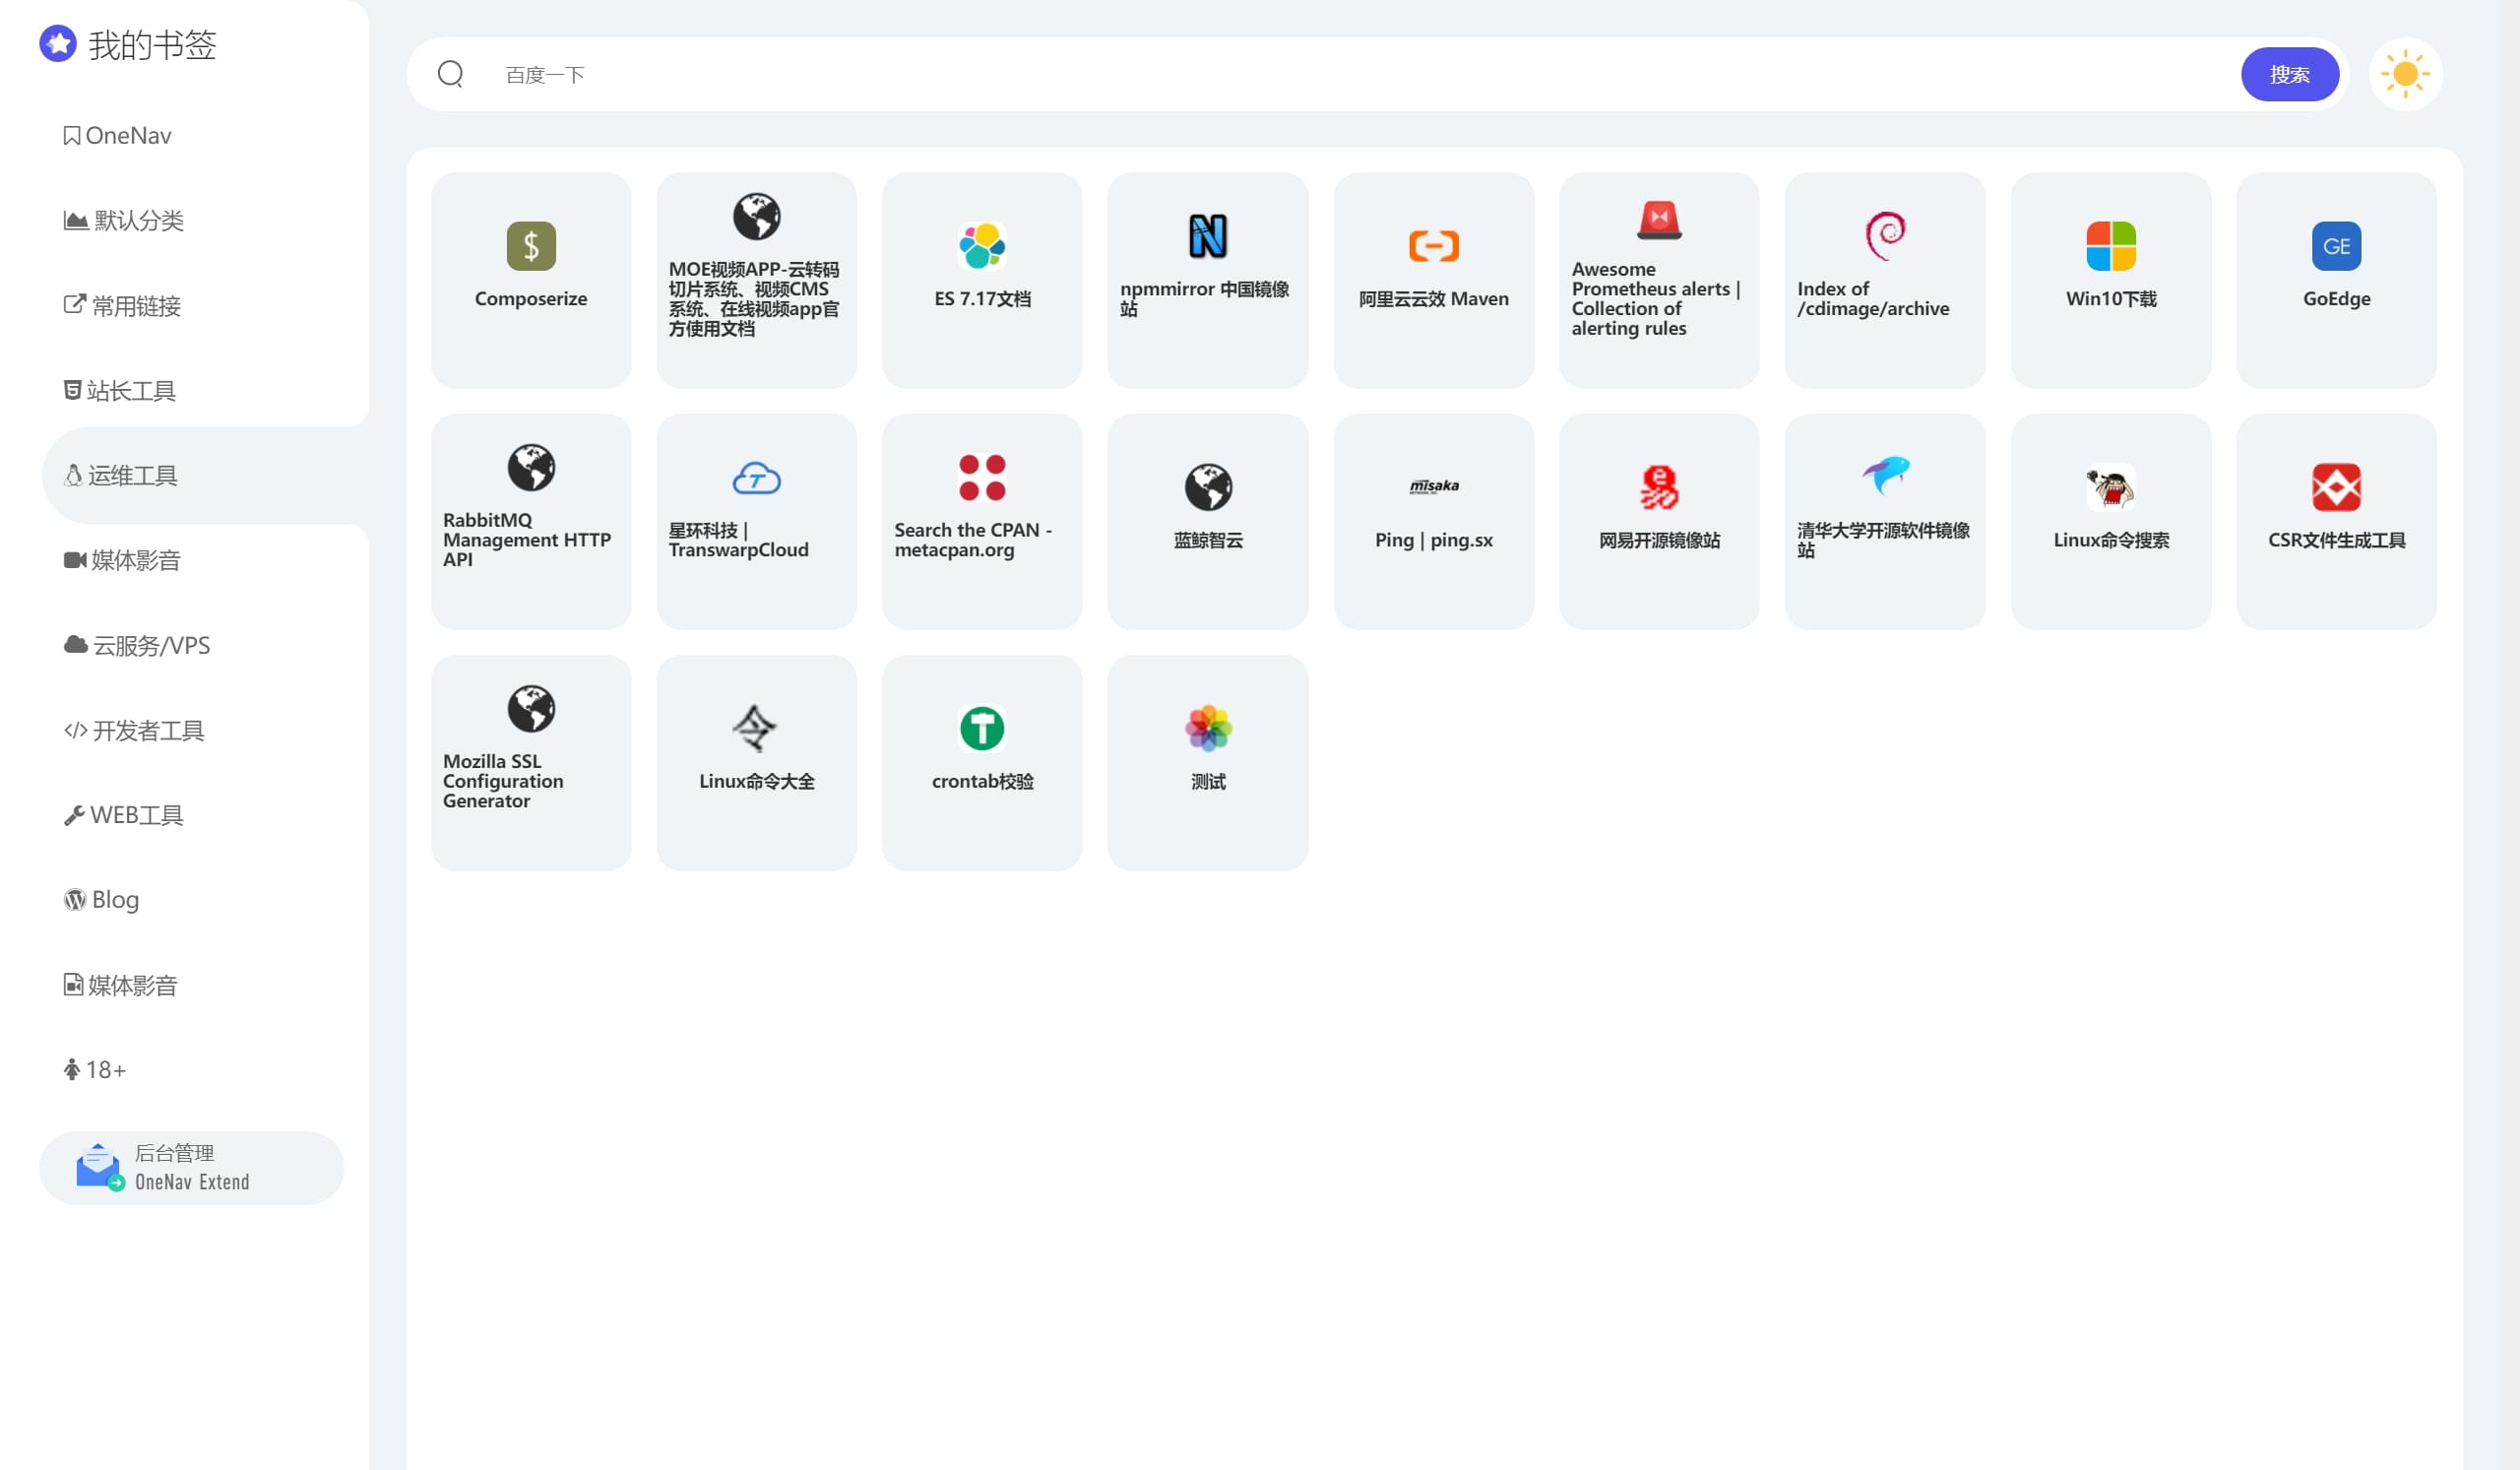 我的书签
OneNav
默认分类
常用链接
站长工具
运维工具
媒体影音
云服务/VPS
开发者工具
WEB工具
Blog
媒体影音
18+
后台管理
OneNav Extend
百度一下
搜索
$
Composerize
MOE视频APP-云转码
切片系统、视频CMS
系统、在线视频app官
方使用文档
ES 7.17文档
N
npmmirror 中国镜像
站
阿里云云效 Maven
Awesome
Prometheus alerts |
Collection of
alerting rules
Index of
/cdimage/archive
Win10下载
GE
GoEdge
RabbitMQ
Management HTTP
API
T
星环科技 |
TranswarpCloud
Search the CPAN -
metacpan.org
蓝鲸智云
misaka
Ping | ping.sx
易
网易开源镜像站
清华大学开源软件镜像
站
Linux命令搜索
CSR文件生成工具
Mozilla SSL
Configuration
Generator
令
Linux命令大全
T
crontab校验
测试